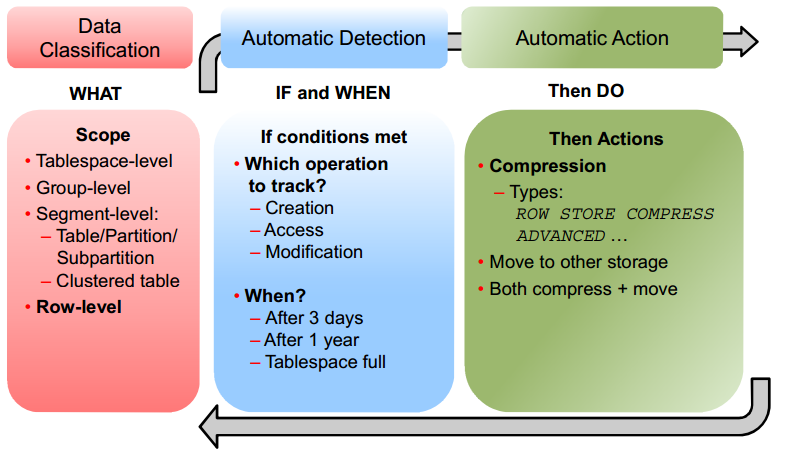 Data
Classification
Automatic Detection
Automatic Action
WHAT
IF and WHEN
Then DO
Scope
• Tablespace-level
• Group-level
• Segment-level:
– Table/Partition/
Subpartition
– Clustered table
• Row-level
If conditions met
• Which operation
to track?
– Creation
– Access
– Modification
• When?
– After 3 days
– After 1 year
– Tablespace full
Then Actions
• Compression
– Types:
ROW STORE COMPRESS
ADVANCED …
• Move to other storage
• Both compress + move